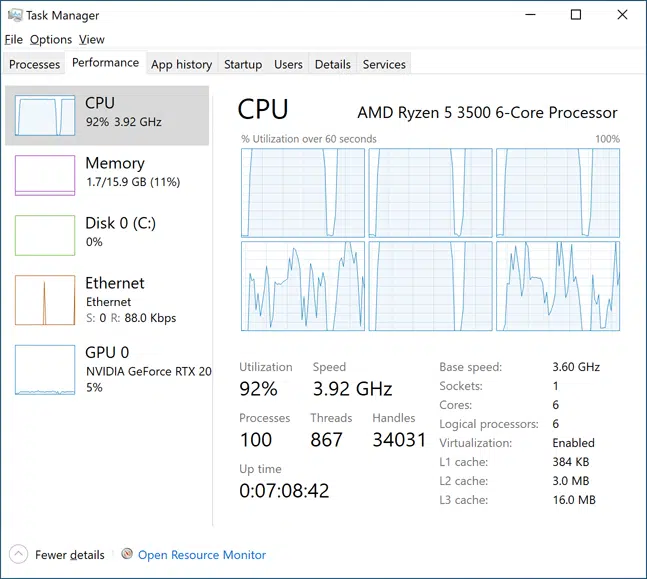 Task Manager
File Options View
Processes Performance App history Startup Users Details Services
CPU
92% 3.92 GHz
Memory
1.7/15.9 GB (11%)
Disk 0 (C:)
0%
Ethernet
Ethernet
S: 0 R: 88.0 Kbps
GPU 0
NVIDIA GeForce RTX 20
5%
CPU AMD Ryzen 5 3500 6-Core Processor
% Utilization over 60 seconds 100%
Utilization Speed
92% 3.92 GHz
Processes Threads Handles
100 867 34031
Up time
0:07:08:42
Base speed: 3.60 GHz
Sockets: 1
Cores: 6
Logical processors: 6
Virtualization: Enabled
L1 cache: 384 KB
L2 cache: 3.0 MB
L3 cache: 16.0 MB
Fewer details Open Resource Monitor